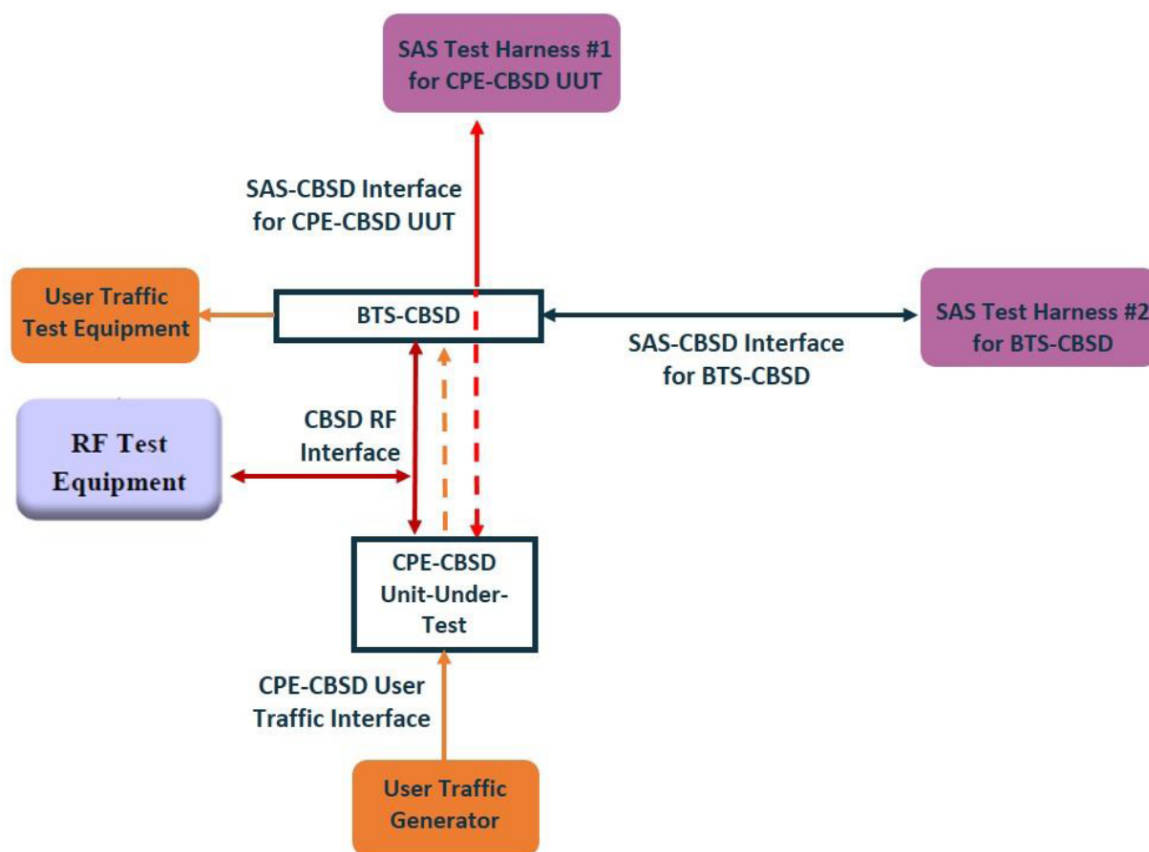 SAS Test Harness #1
for CPE-CBSD UUT
SAS-CBSD Interface
for CPE-CBSD UUT
User Traffic
Test Equipment
BTS-CBSD
SAS Test Harness #2
for BTS-CBSD
SAS-CBSD Interface
for BTS-CBSD
CBSD RF
Interface
RF Test
Equipment
CPE-CBSD
Unit-Under-
Test
CPE-CBSD User
Traffic Interface
User Traffic
Generator